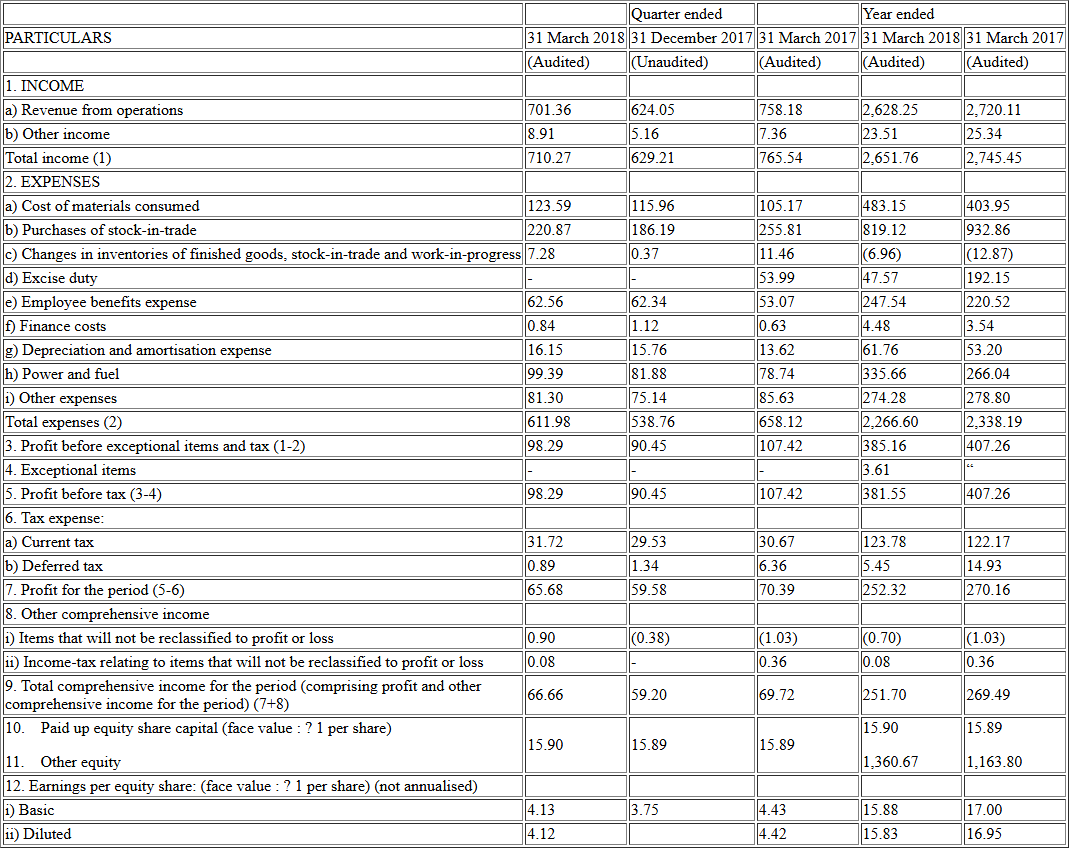 Quarter ended Year ended
PARTICULARS 31 March 2018 31 December 2017 31 March 2017 31 March 2018 31 March 2017
(Audited) (Unaudited) (Audited) (Audited) (Audited)
1. INCOME
a) Revenue from operations 701.36 624.05 758.18 2,628.25 2,720.11
b) Other income 8.91 5.16 7.36 23.51 25.34
Total income (1) 710.27 629.21 765.54 2,651.76 2,745.45
2. EXPENSES
a) Cost of materials consumed 123.59 115.96 105.17 483.15 403.95
b) Purchases of stock-in-trade 220.87 186.19 255.81 819.12 932.86
c) Changes in inventories of finished goods, stock-in-trade and work-in-progress 7.28 0.37 11.46 (6.96) (12.87)
d) Excise duty - - 53.99 47.57 192.15
e) Employee benefits expense 62.56 62.34 53.07 247.54 220.52
f) Finance costs 0.84 1.12 0.63 4.48 3.54
g) Depreciation and amortisation expense 16.15 15.76 13.62 61.76 53.20
h) Power and fuel 99.39 81.88 78.74 335.66 266.04
i) Other expenses 81.30 75.14 85.63 274.28 278.80
Total expenses (2) 611.98 538.76 658.12 2,266.60 2,338.19
3. Profit before exceptional items and tax (1-2) 98.29 90.45 107.42 385.16 407.26
4. Exceptional items - - - 3.61 “
5. Profit before tax (3-4) 98.29 90.45 107.42 381.55 407.26
6. Tax expense:
a) Current tax 31.72 29.53 30.67 123.78 122.17
b) Deferred tax 0.89 1.34 6.36 5.45 14.93
7. Profit for the period (5-6) 65.68 59.58 70.39 252.32 270.16
8. Other comprehensive income
i) Items that will not be reclassified to profit or loss 0.90 (0.38) (1.03) (0.70) (1.03)
ii) Income-tax relating to items that will not be reclassified to profit or loss 0.08 - 0.36 0.08 0.36
9. Total comprehensive income for the period (comprising profit and other
comprehensive income for the period) (7+8) 66.66 59.20 69.72 251.70 269.49
10. Paid up equity share capital (face value : ? 1 per share) 15.90 15.89
15.90 15.89 15.89
11. Other equity 1,360.67 1,163.80
12. Earnings per equity share: (face value : ? 1 per share) (not annualised)
i) Basic 4.13 3.75 4.43 15.88 17.00
ii) Diluted 4.12 4.42 15.83 16.95